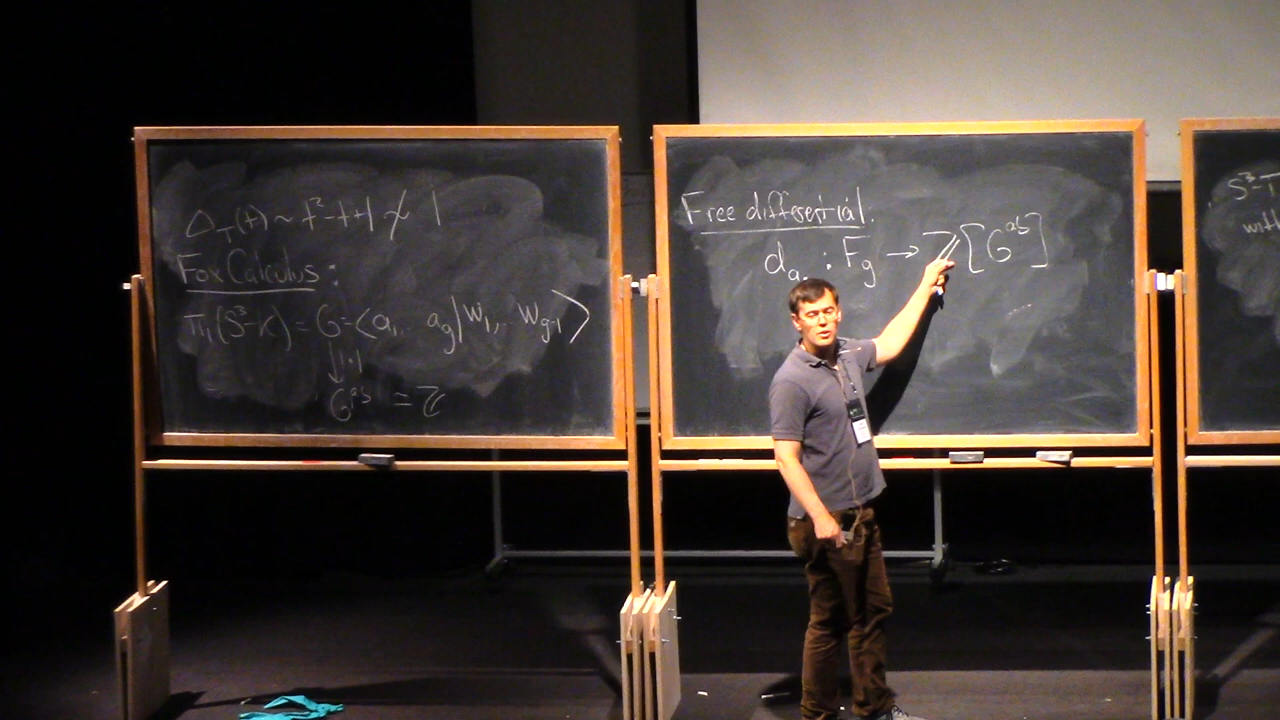 Δ_T(t) ~ t²-t+1 ≁ 1
Fox Calculus:
π₁(S³-K) = G = <a₁, .. a_g | w₁, .. w_{g-1}>
↓ |·|
G^{ab} = ℤ
Free differential.
d_{a.} : F_g → ℤ[G^{ab}]
S³-T
with